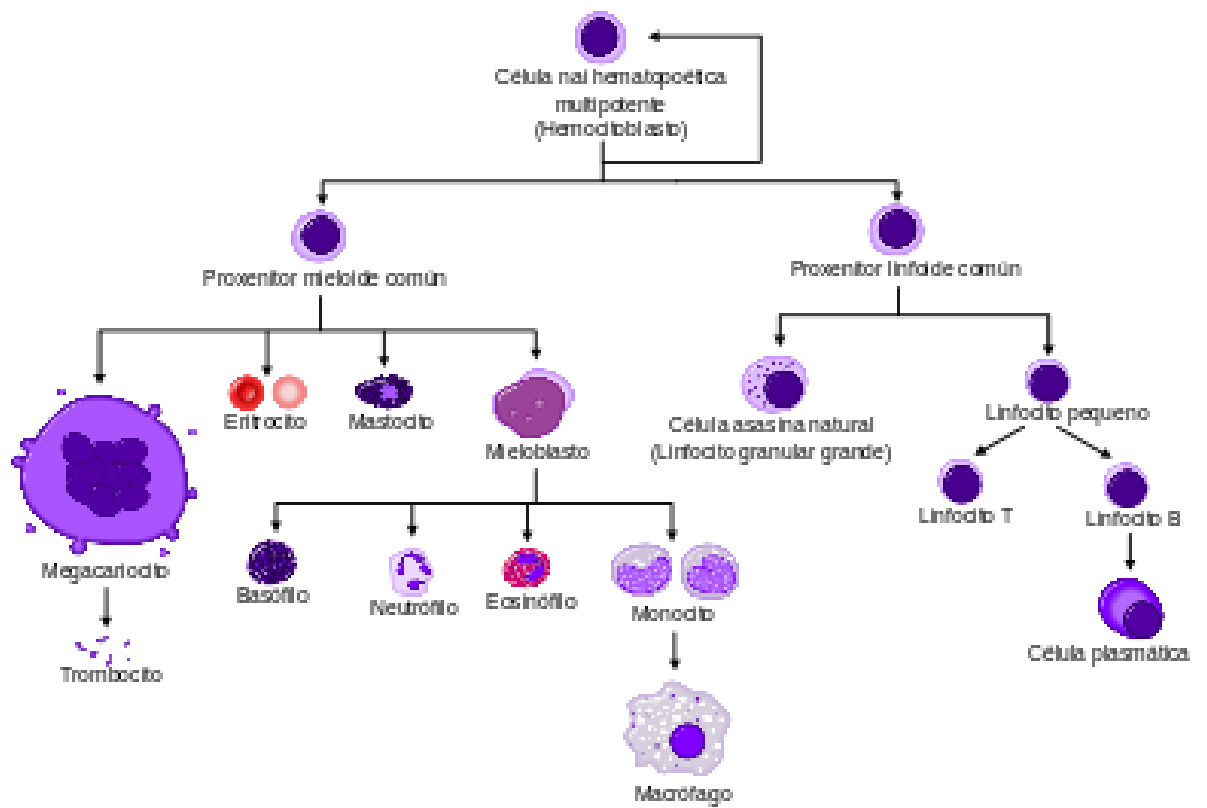 Célula nai hematopoética
multipotente
(Hemocitoblasto)
Proxenitor mieloide común
Proxenitor linfoide común
Eritrocito
Mastocito
Mieloblasto
Célula asasina natural
(Linfocito granular grande)
Linfocito pequeno
Linfocito T
Linfocito B
Megacariocito
Basófilo
Neutrófilo
Eosinófilo
Monocito
Célula plasmática
Trombocito
Macrófago